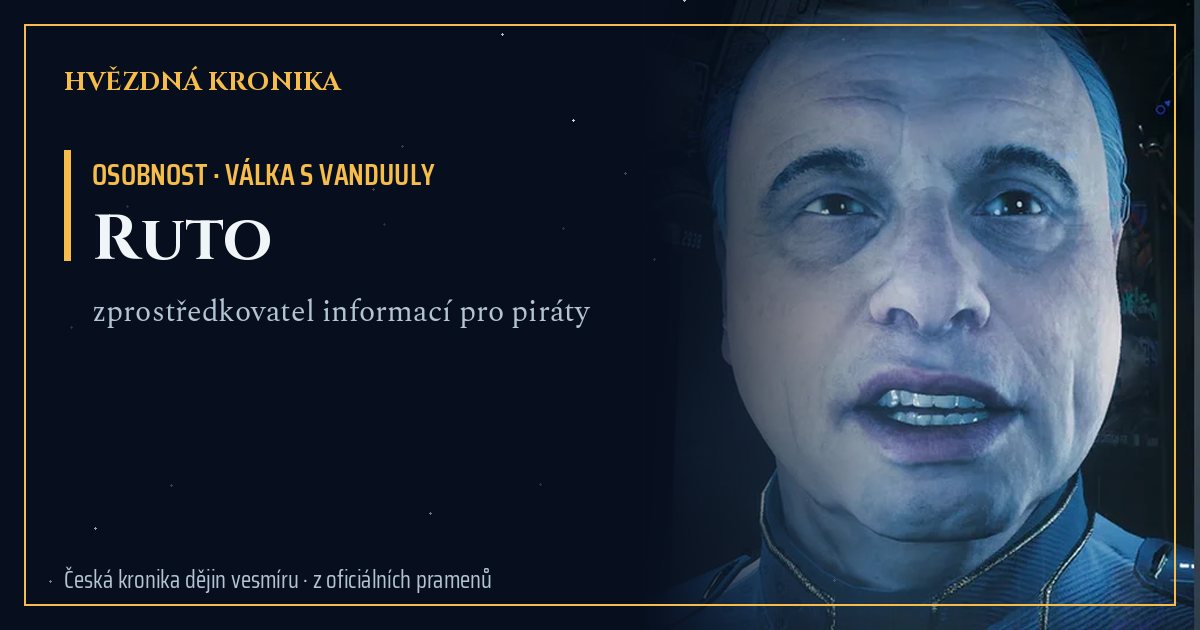 HVĚZDNÁ KRONIKA
OSOBNOST · VÁLKA S VANDUULY
RUTO
zprostředkovatel informací pro piráty
Česká kronika dějin vesmíru · z oficiálních pramenů